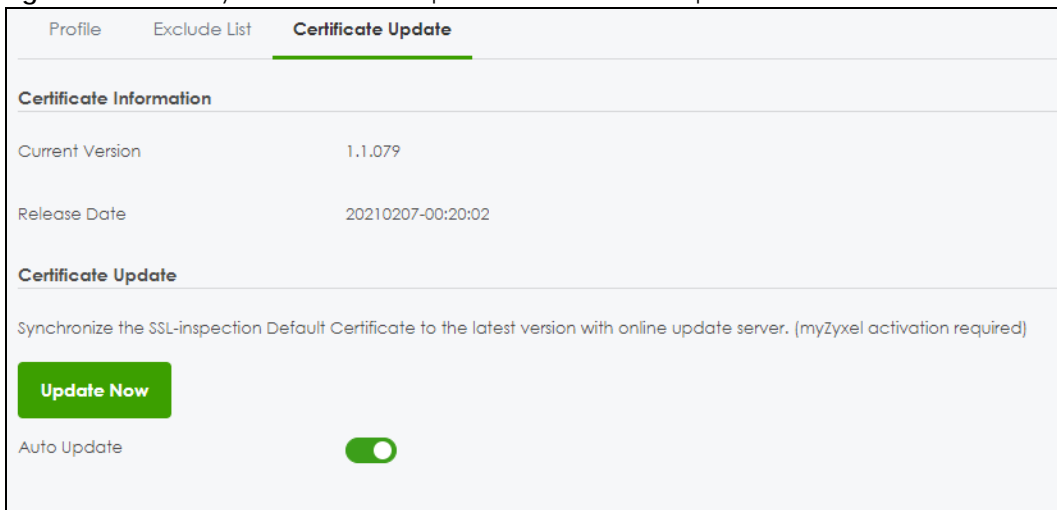 Profile Exclude List Certificate Update
Certificate Information
Current Version 1.1.079
Release Date 20210207-00:20:02
Certificate Update
Synchronize the SSL-inspection Default Certificate to the latest version with online update server. (myZyxel activation required)
Update Now
Auto Update